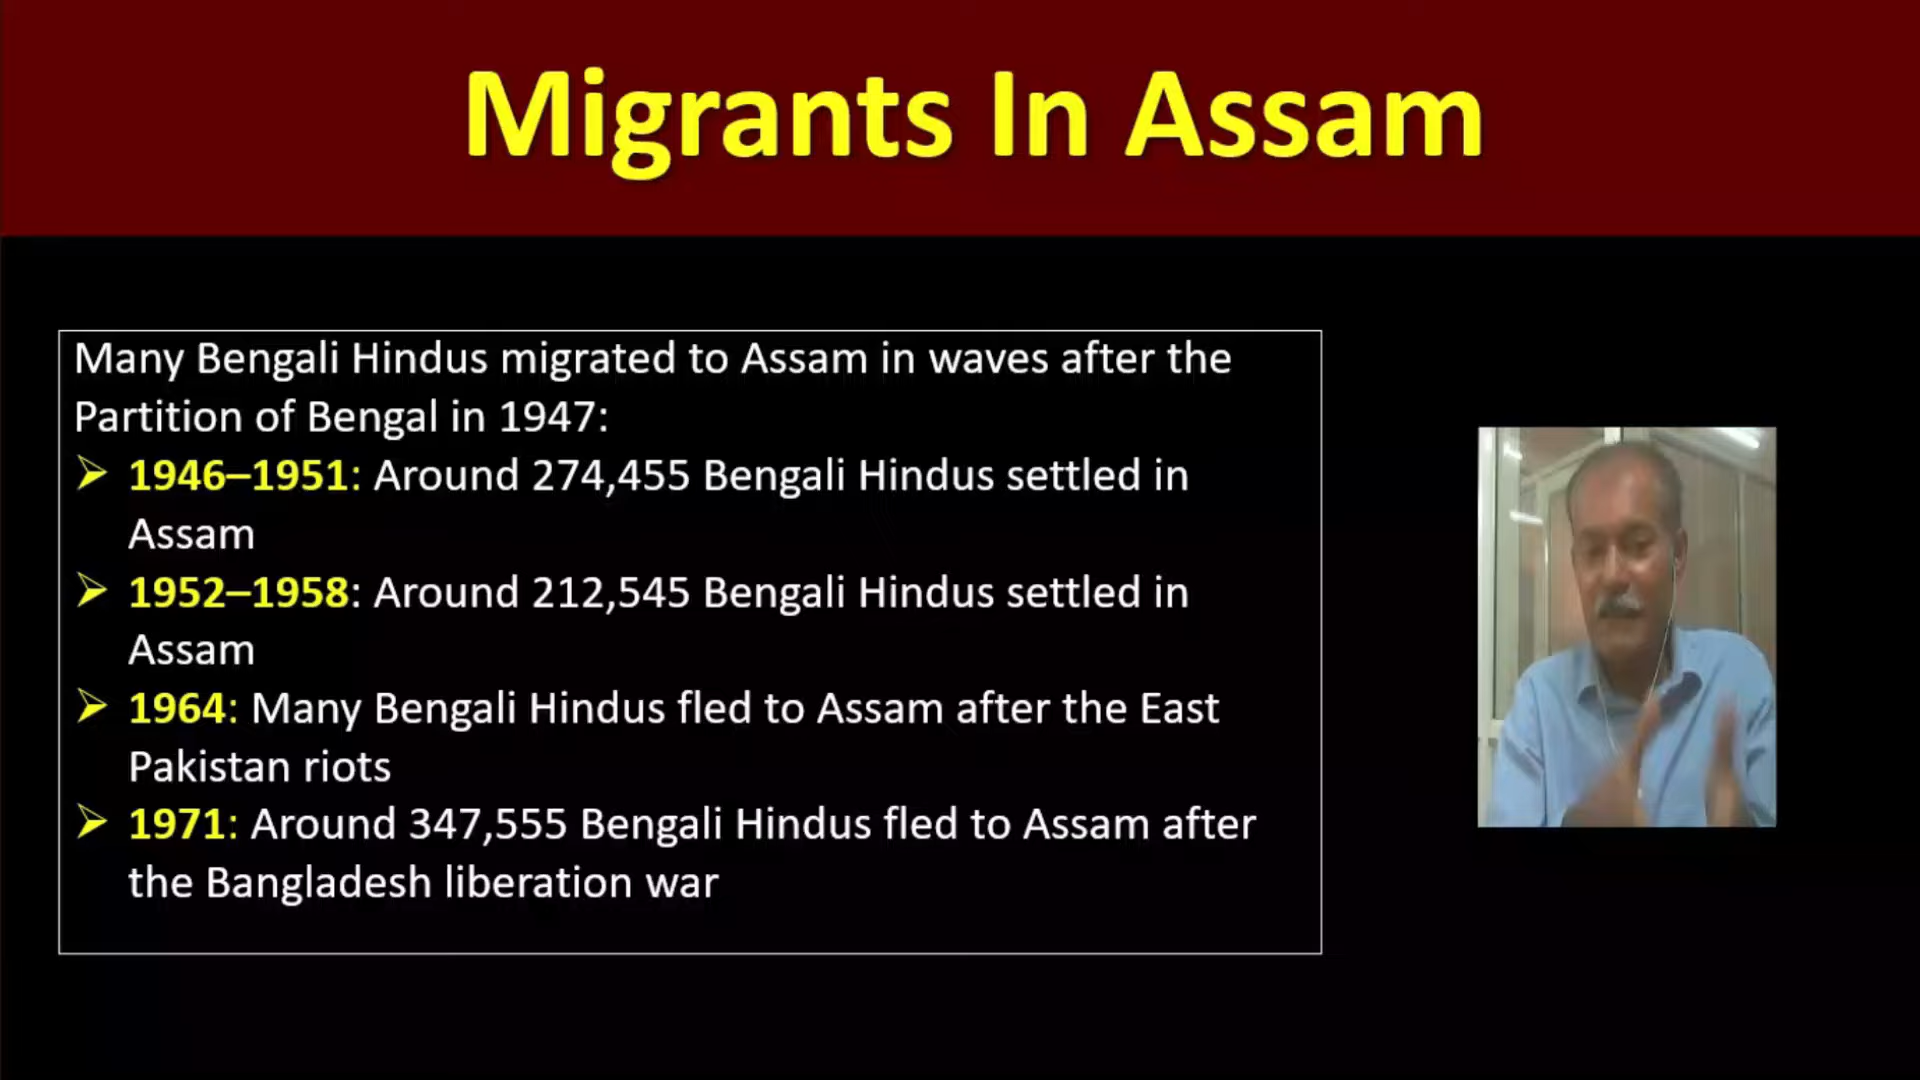 Migrants In Assam
Many Bengali Hindus migrated to Assam in waves after the
Partition of Bengal in 1947:
➢ 1946–1951: Around 274,455 Bengali Hindus settled in
Assam
➢ 1952–1958: Around 212,545 Bengali Hindus settled in
Assam
➢ 1964: Many Bengali Hindus fled to Assam after the East
Pakistan riots
➢ 1971: Around 347,555 Bengali Hindus fled to Assam after
the Bangladesh liberation war